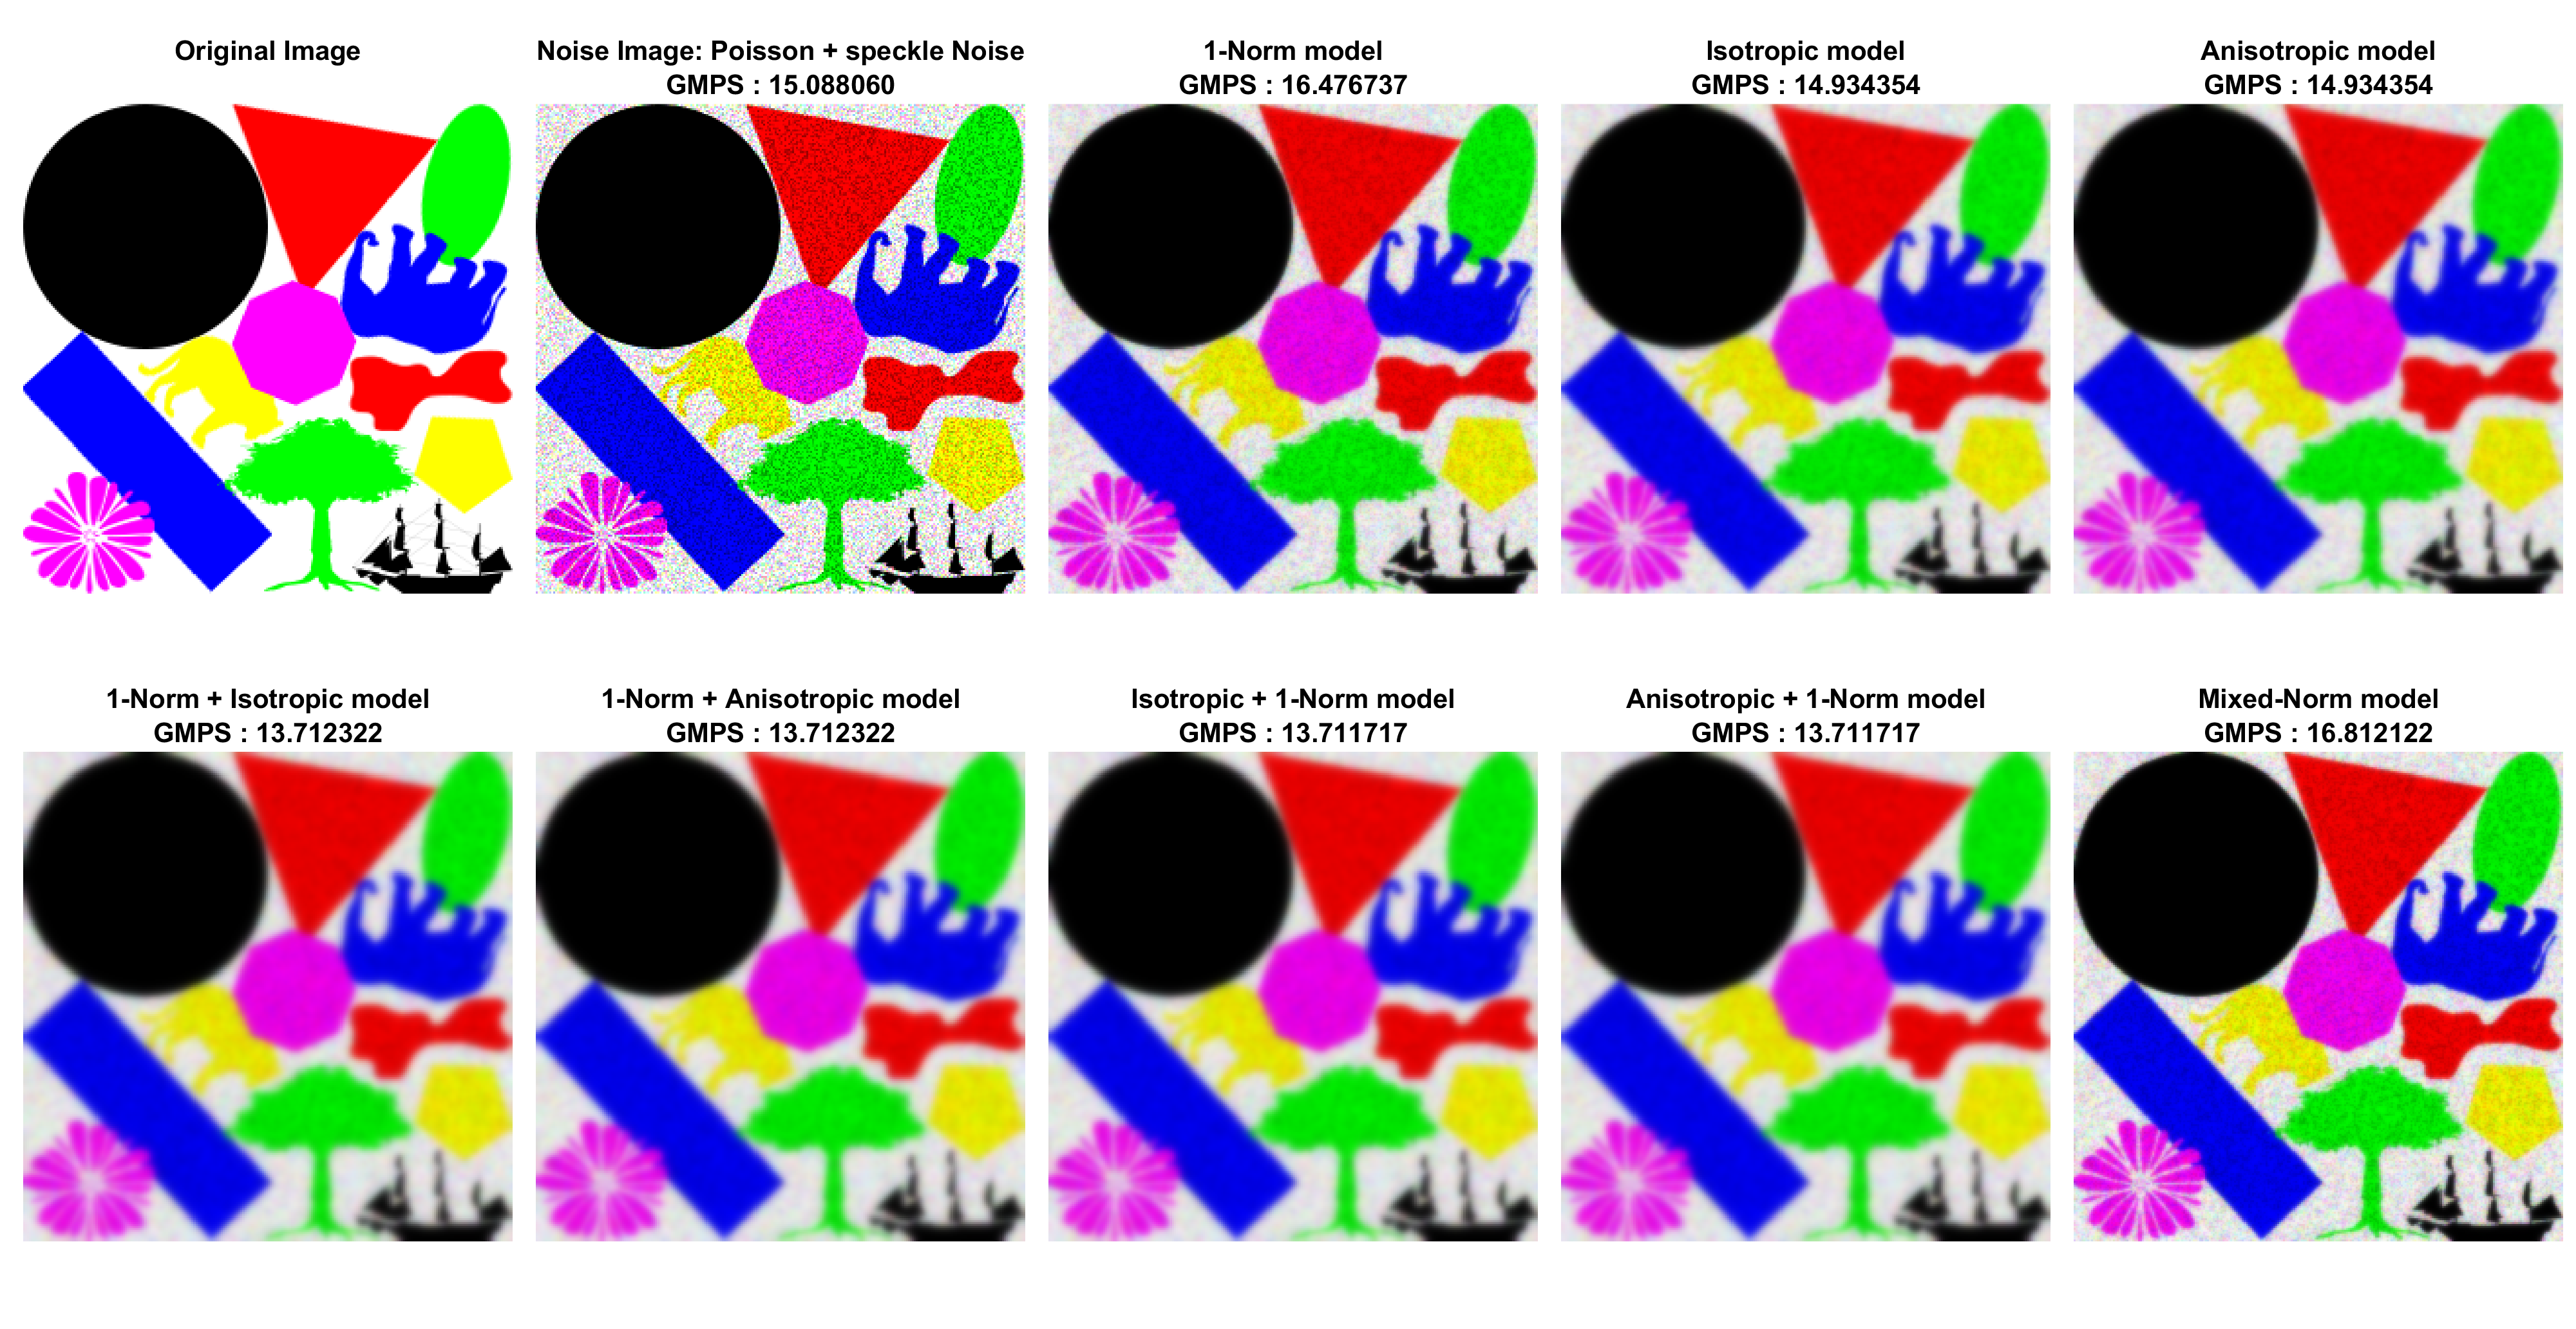 Original Image
Noise Image: Poisson + speckle Noise
GMPS : 15.088060
1-Norm model
GMPS : 16.476737
Isotropic model
GMPS : 14.934354
Anisotropic model
GMPS : 14.934354
1-Norm + Isotropic model
GMPS : 13.712322
1-Norm + Anisotropic model
GMPS : 13.712322
Isotropic + 1-Norm model
GMPS : 13.711717
Anisotropic + 1-Norm model
GMPS : 13.711717
Mixed-Norm model
GMPS : 16.812122